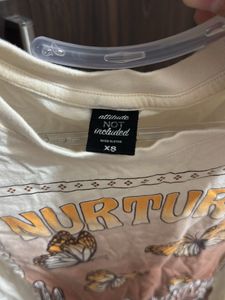 attitude
NOT
included
XS
NURTUR